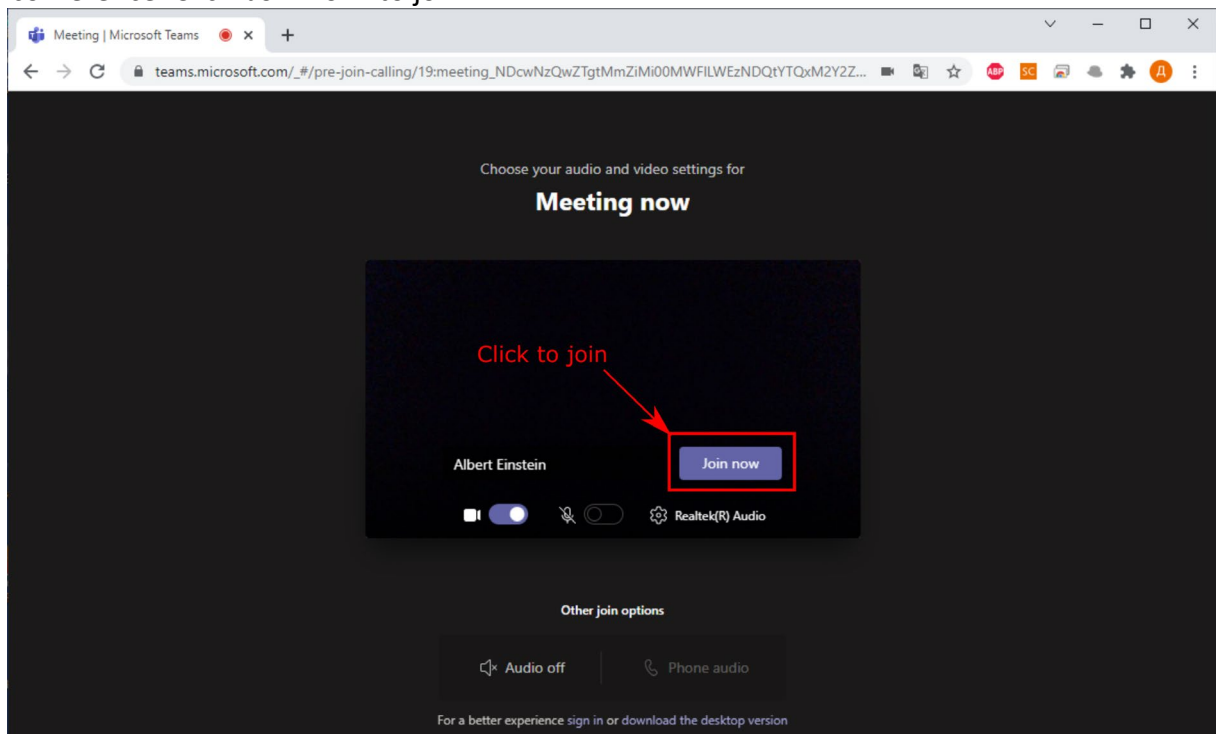 Meeting | Microsoft Teams
teams.microsoft.com/_#/pre-join-calling/19:meeting_NDcwNzQwZTgtMmZiMi00MWFlLWEzNDQtYTQxM2Y2Z...
ABP
SC
Д
Choose your audio and video settings for
Meeting now
Click to join
Albert Einstein
Join now
Realtek(R) Audio
Other join options
Audio off
Phone audio
For a better experience sign in or download the desktop version